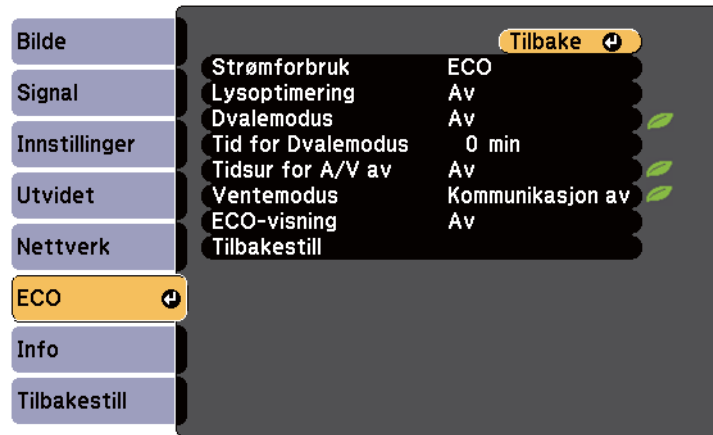 Bilde
Signal
Innstillinger
Utvidet
Nettverk
ECO
Info
Tilbakestill
Tilbake
Strømforbruk ECO
Lysoptimering Av
Dvalemodus Av
Tid for Dvalemodus 0 min
Tidsur for A/V av Av
Ventemodus Kommunikasjon av
ECO-visning Av
Tilbakestill